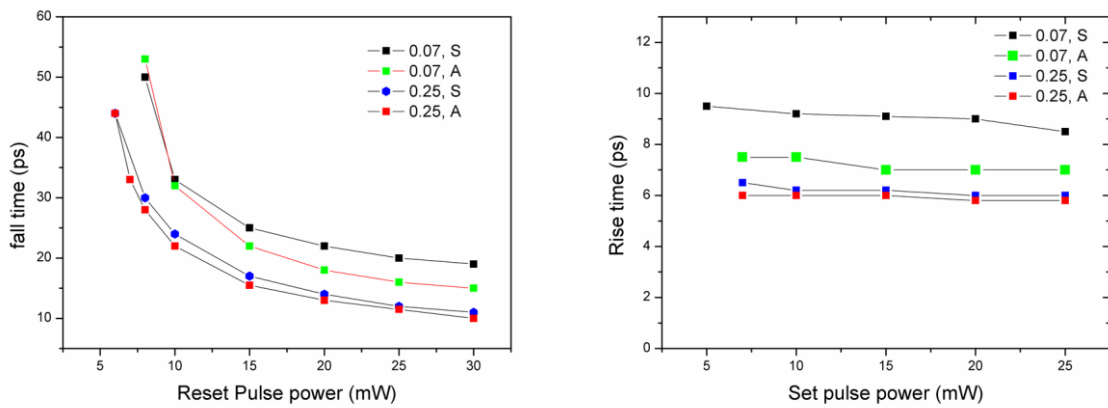 60
50
40
30
20
10
fall time (ps)
5 10 15 20 25 30
Reset Pulse power (mW)
0.07, S
0.07, A
0.25, S
0.25, A
12
10
8
6
4
2
0
Rise time (ps)
5 10 15 20 25
Set pulse power (mW)
0.07, S
0.07, A
0.25, S
0.25, A